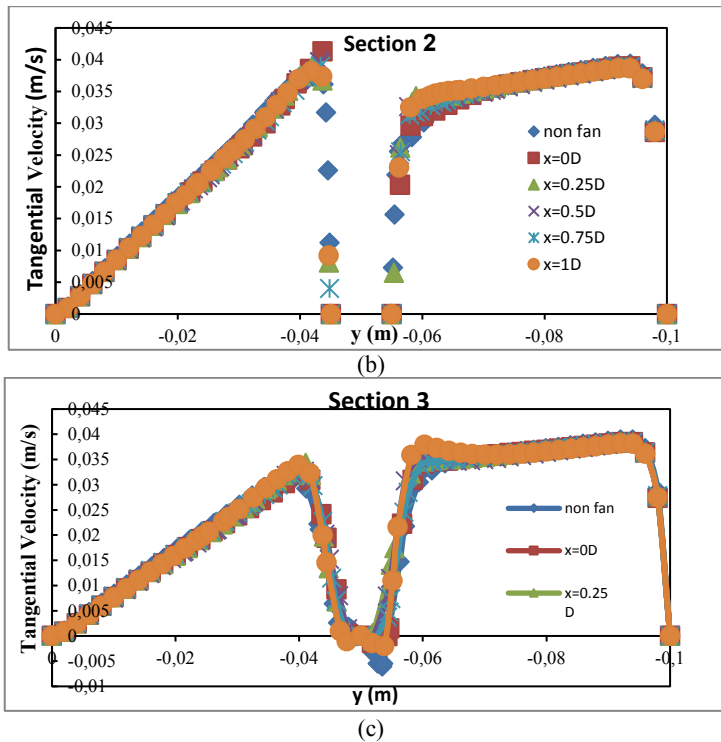 Section 2
Tangential Velocity (m/s)
0,045
0,04
0,035
0,03
0,025
0,02
0,015
0,01
0,005
0
0 -0,02 -0,04 -0,06 -0,08 -0,1
y (m)
non fan
x=0D
x=0.25D
x=0.5D
x=0.75D
x=1D
(b)
Section 3
Tangential Velocity (m/s)
0,045
0,04
0,035
0,03
0,025
0,02
0,015
0,01
0,005
0
-0,005
-0,01
0 -0,02 -0,04 -0,06 -0,08 -0,1
y (m)
non fan
x=0D
x=0.25
D
(c)